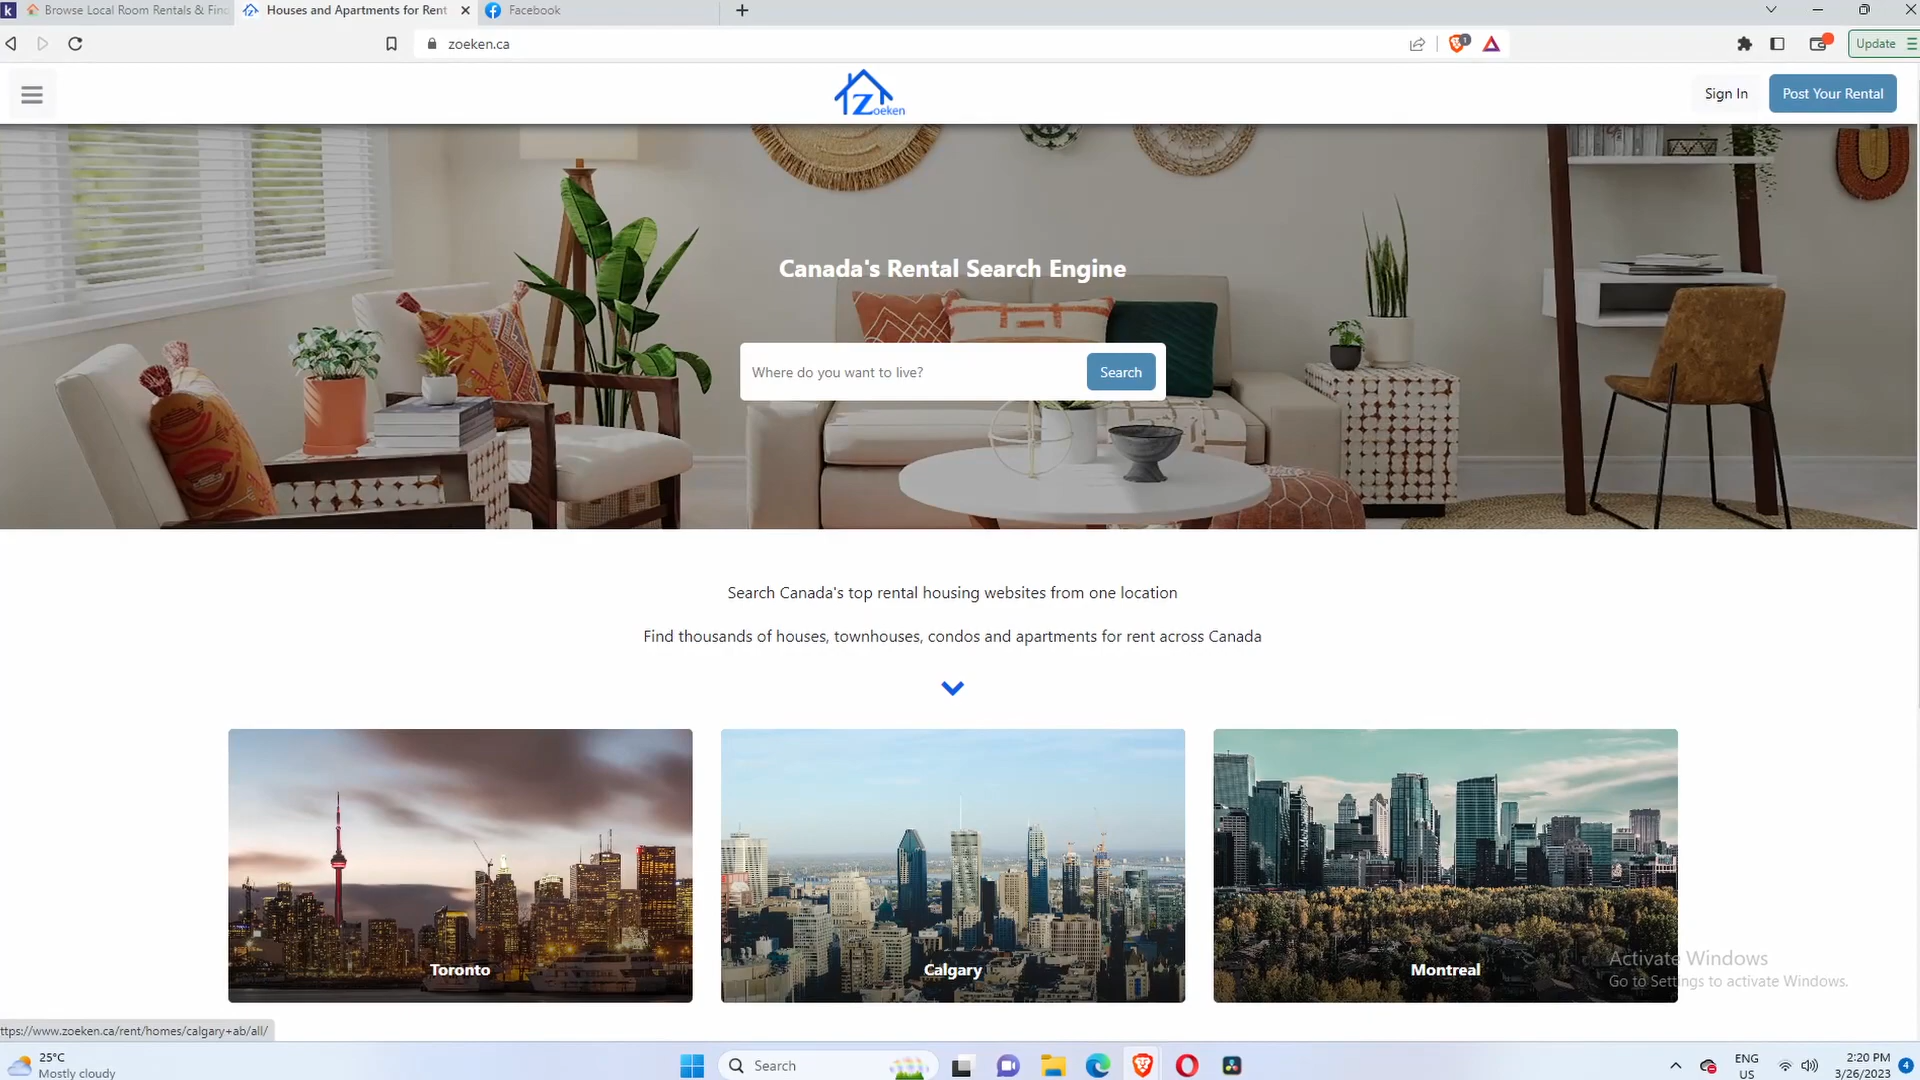 k
Browse Local Room Rentals & Fin
Houses and Apartments for Rent
Facebook
zoeken.ca
1
Update
Zoeken
Sign In
Post Your Rental
Canada's Rental Search Engine
Where do you want to live?
Search
Search Canada's top rental housing websites from one location
Find thousands of houses, townhouses, condos and apartments for rent across Canada
Toronto
Calgary
Montreal
Activate Windows
Go to Settings to activate Windows.
ttps://www.zoeken.ca/rent/homes/calgary+ab/all/
25°C
Mostly cloudy
Search
ENG
US
2:20 PM
3/26/2023
4